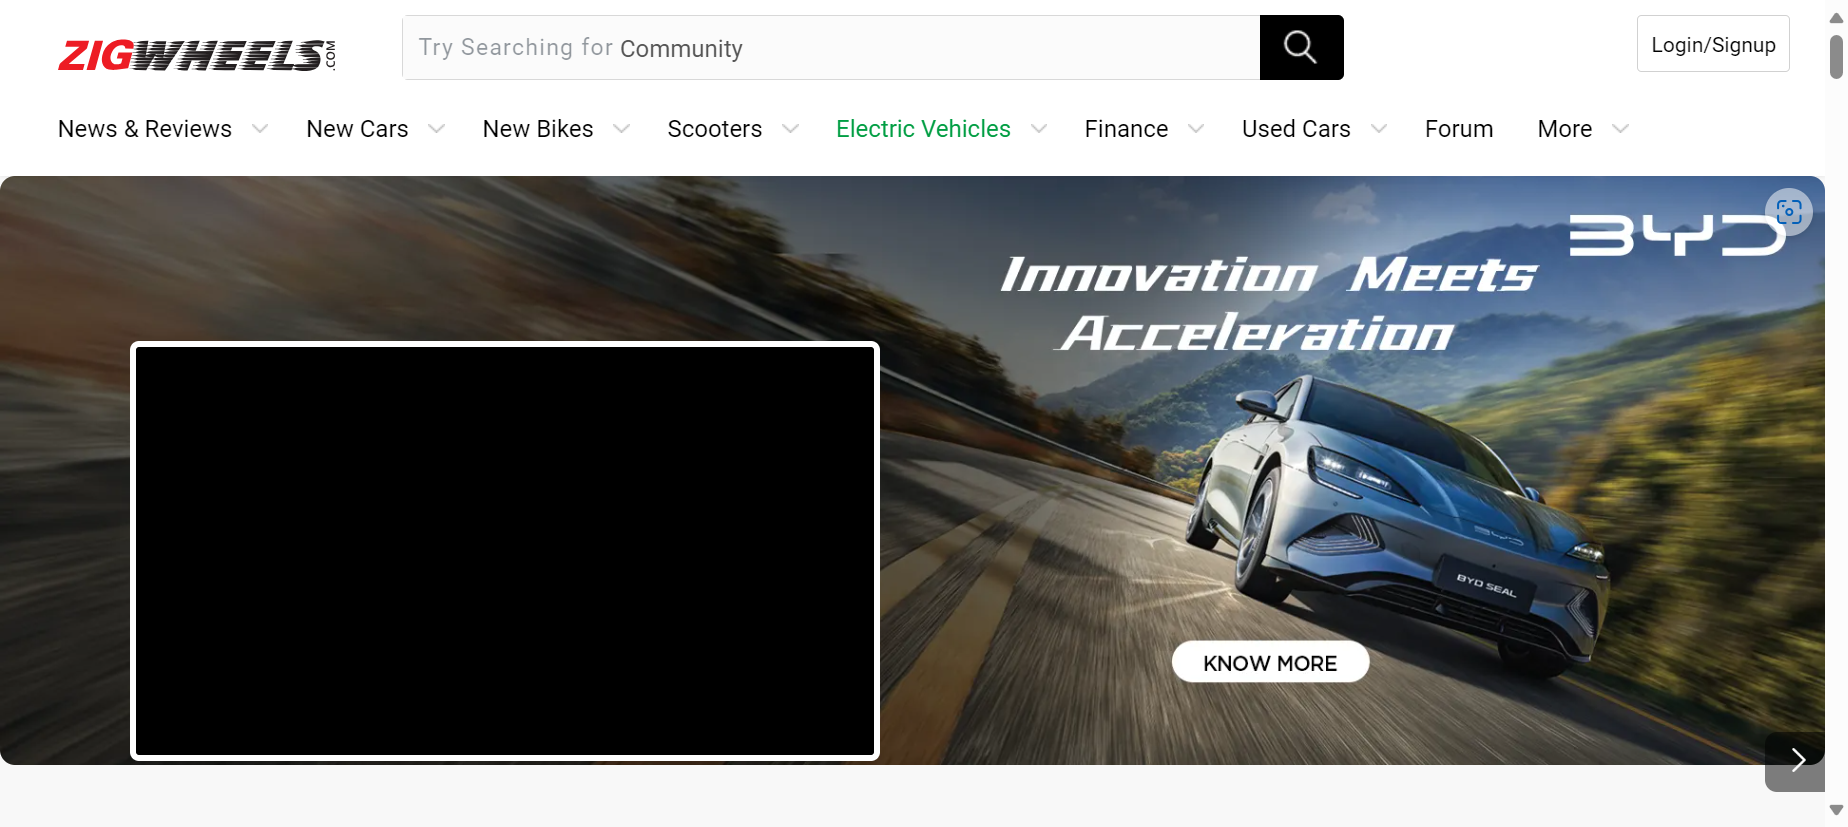 ZIGWHEELS.COM
Try Searching for Community
Login/Signup
News & Reviews
New Cars
New Bikes
Scooters
Electric Vehicles
Finance
Used Cars
Forum
More
BYD
Innovation Meets
Acceleration
BYD
BYD SEAL
KNOW MORE